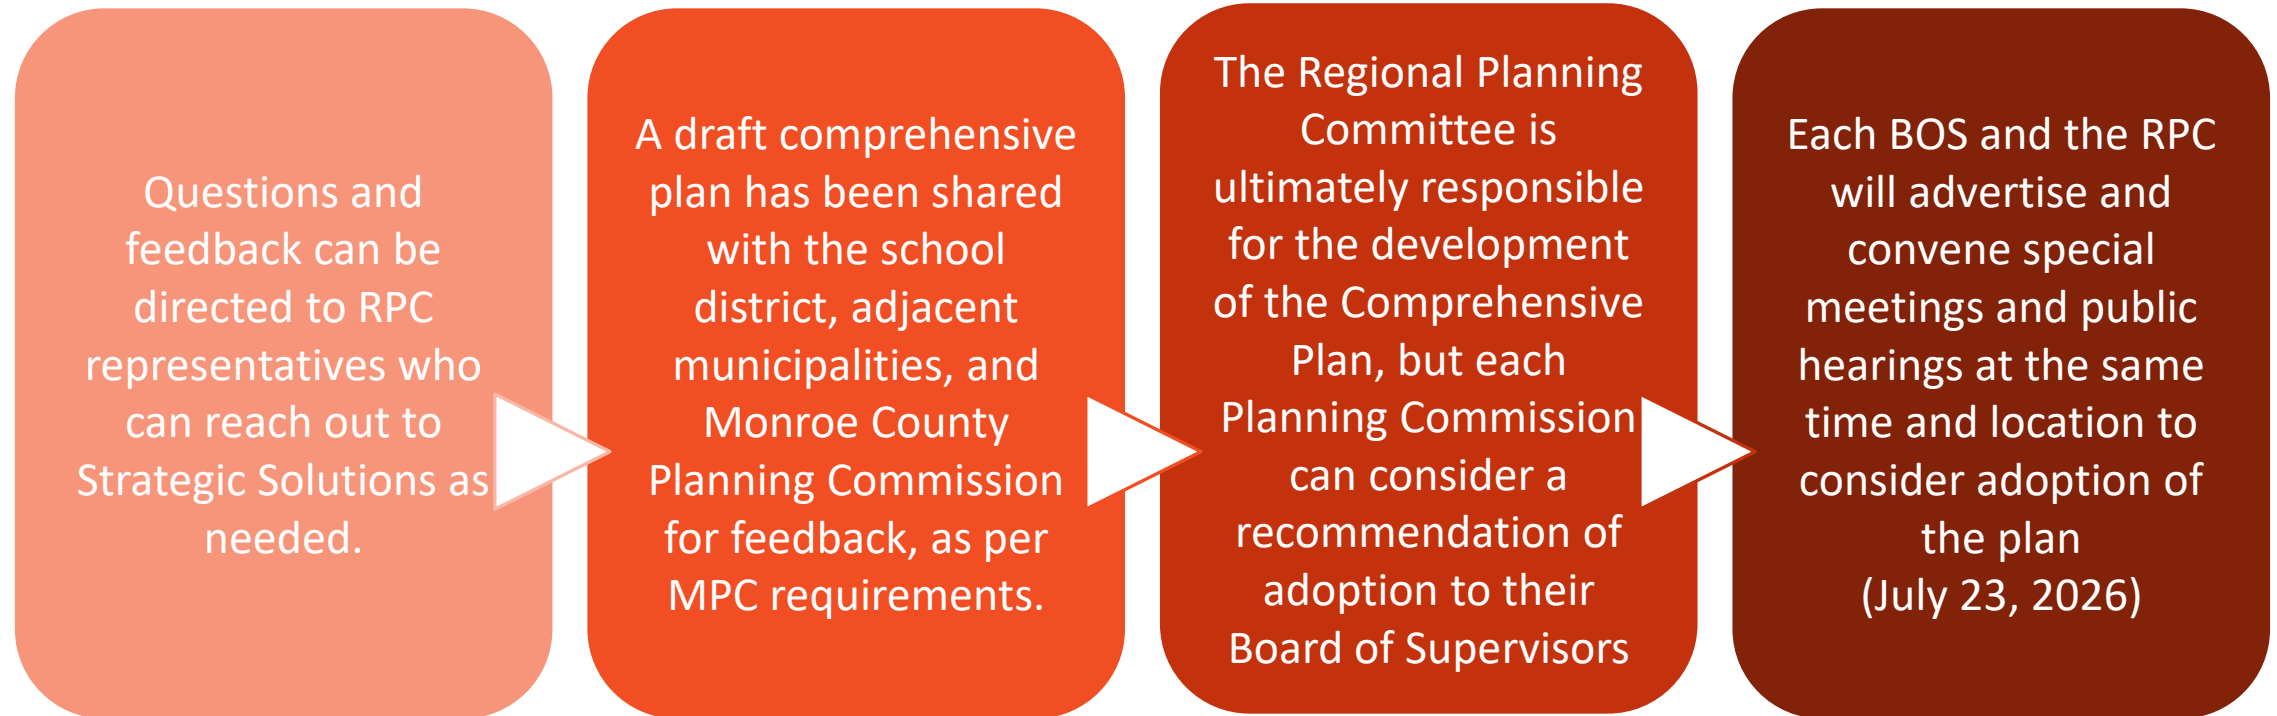 Questions and
feedback can be
directed to RPC
representatives who
can reach out to
Strategic Solutions as
needed.
A draft comprehensive
plan has been shared
with the school
district, adjacent
municipalities, and
Monroe County
Planning Commission
for feedback, as per
MPC requirements.
The Regional Planning
Committee is
ultimately responsible
for the development
of the Comprehensive
Plan, but each
Planning Commission
can consider a
recommendation of
adoption to their
Board of Supervisors
Each BOS and the RPC
will advertise and
convene special
meetings and public
hearings at the same
time and location to
consider adoption of
the plan
(July 23, 2026)